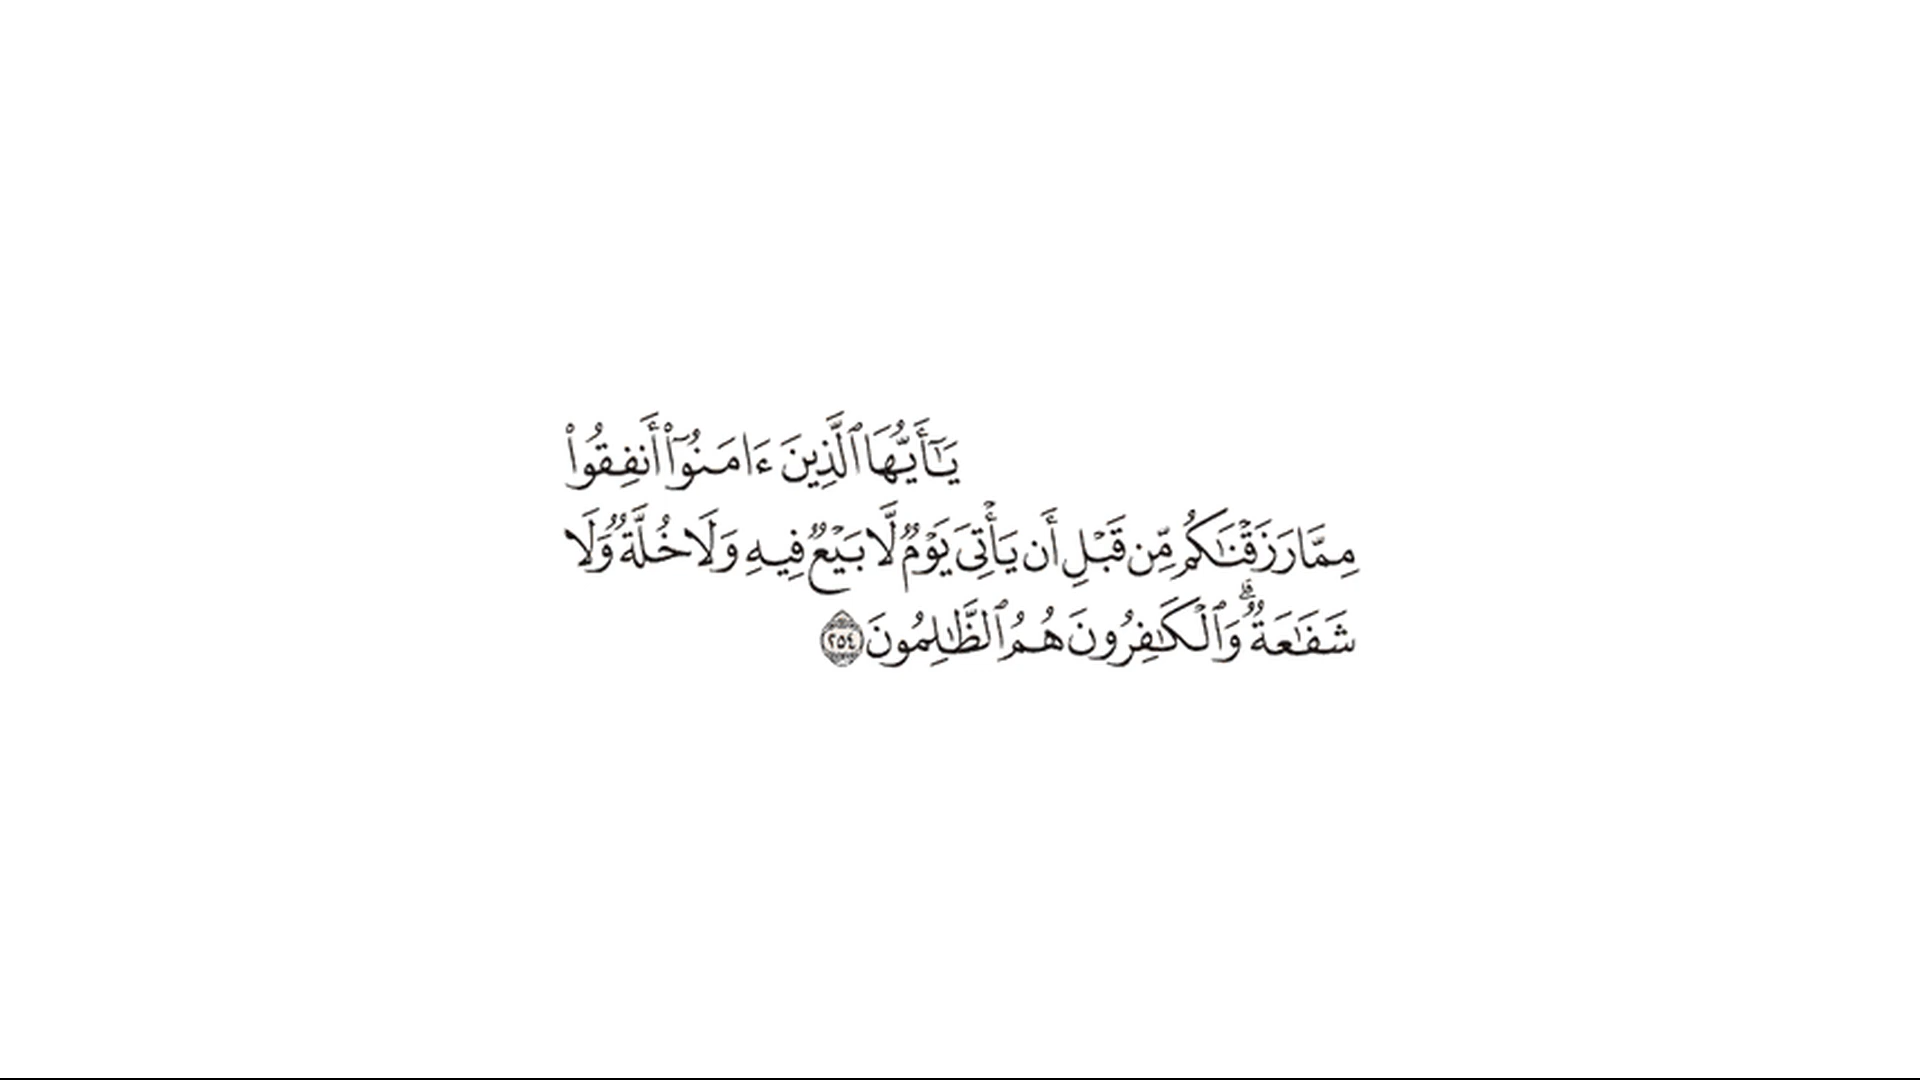 يَـٰٓأَيُّهَا ٱلَّذِينَ ءَامَنُوٓا۟ أَنفِقُوا۟
مِمَّا رَزَقْنَـٰكُم مِّن قَبْلِ أَن يَأْتِىَ يَوْمٌ لَّا بَيْعٌ فِيهِ وَلَا خُلَّةٌ وَلَا
شَفَـٰعَةٌ ۗ وَٱلْكَـٰفِرُونَ هُمُ ٱلظَّـٰلِمُونَ ٢٥٤